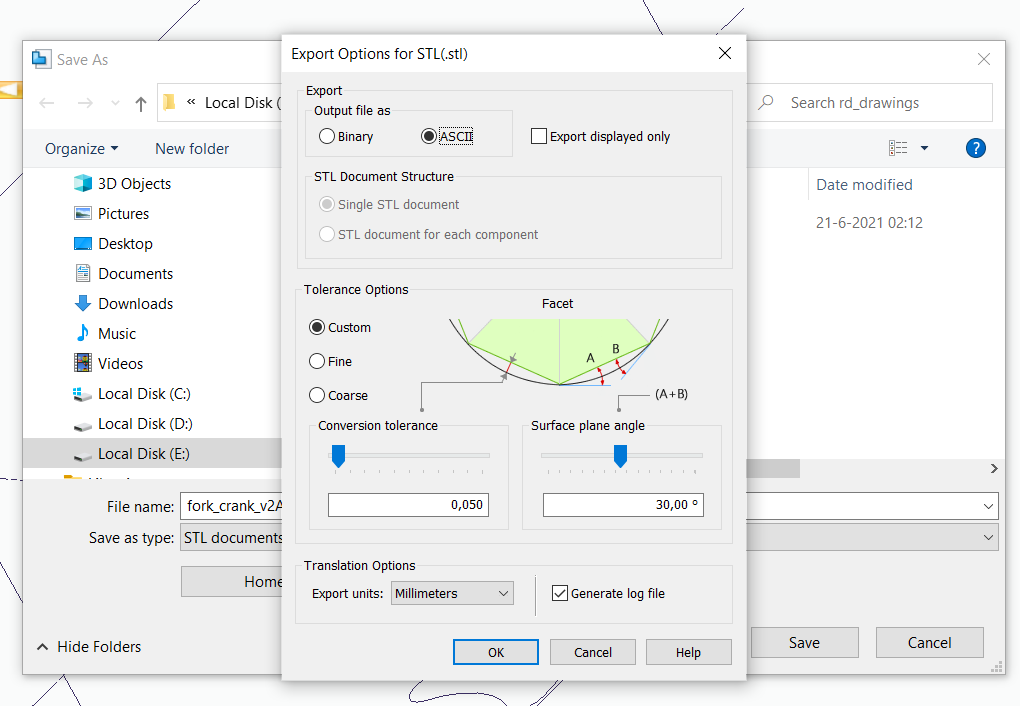 Save As
Export Options for STL(.stl)
« Local Disk (
Search rd_drawings
Organize
New folder
3D Objects
Pictures
Desktop
Documents
Downloads
Music
Videos
Local Disk (C:)
Local Disk (D:)
Local Disk (E:)
Date modified
21-6-2021 02:12
File name: fork_crank_v2A
Save as type: STL documents
Home
Hide Folders
Save
Cancel
Export
Output file as
Binary
ASCII
Export displayed only
STL Document Structure
Single STL document
STL document for each component
Tolerance Options
Custom
Fine
Coarse
Facet
A
B
(A+B)
Conversion tolerance
0,050
Surface plane angle
30,00 º
Translation Options
Export units: Millimeters
Generate log file
OK
Cancel
Help